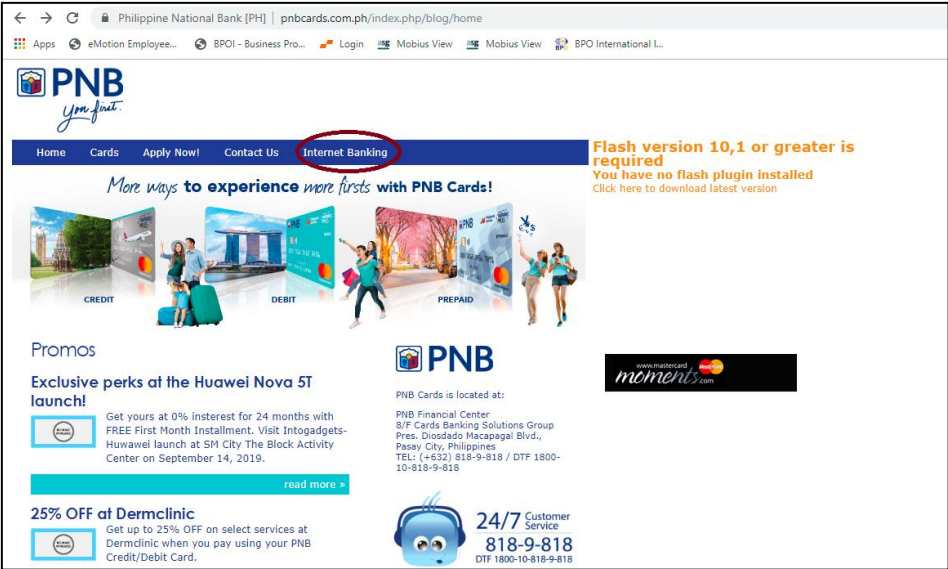 Philippine National Bank [PH] | pnbcards.com.ph/index.php/blog/home
Apps eMotion Employee... BPOI - Business Pro... Login asg Mobius View asg Mobius View BPO International I...
PNB
you first.
Home Cards Apply Now! Contact Us Internet Banking
Flash version 10,1 or greater is
required
You have no flash plugin installed
Click here to download latest version
More ways to experience more firsts with PNB Cards!
CREDIT DEBIT PREPAID
Promos
Exclusive perks at the Huawei Nova 5T
launch!
Get yours at 0% insterest for 24 months with
FREE First Month Installment. Visit Intogadgets-
Huwawei launch at SM City The Block Activity
Center on September 14, 2019.
read more »
25% OFF at Dermclinic
Get up to 25% OFF on select services at
Dermclinic when you pay using your PNB
Credit/Debit Card.
PNB
PNB Cards is located at:
PNB Financial Center
8/F Cards Banking Solutions Group
Pres. Diosdado Macapagal Blvd.,
Pasay City, Philippines
TEL: (+632) 818-9-818 / DTF 1800-
10-818-9-818
24/7 Customer
Service
818-9-818
DTF 1800-10-818-9-818
www.mastercard
MasterCard
moments.com